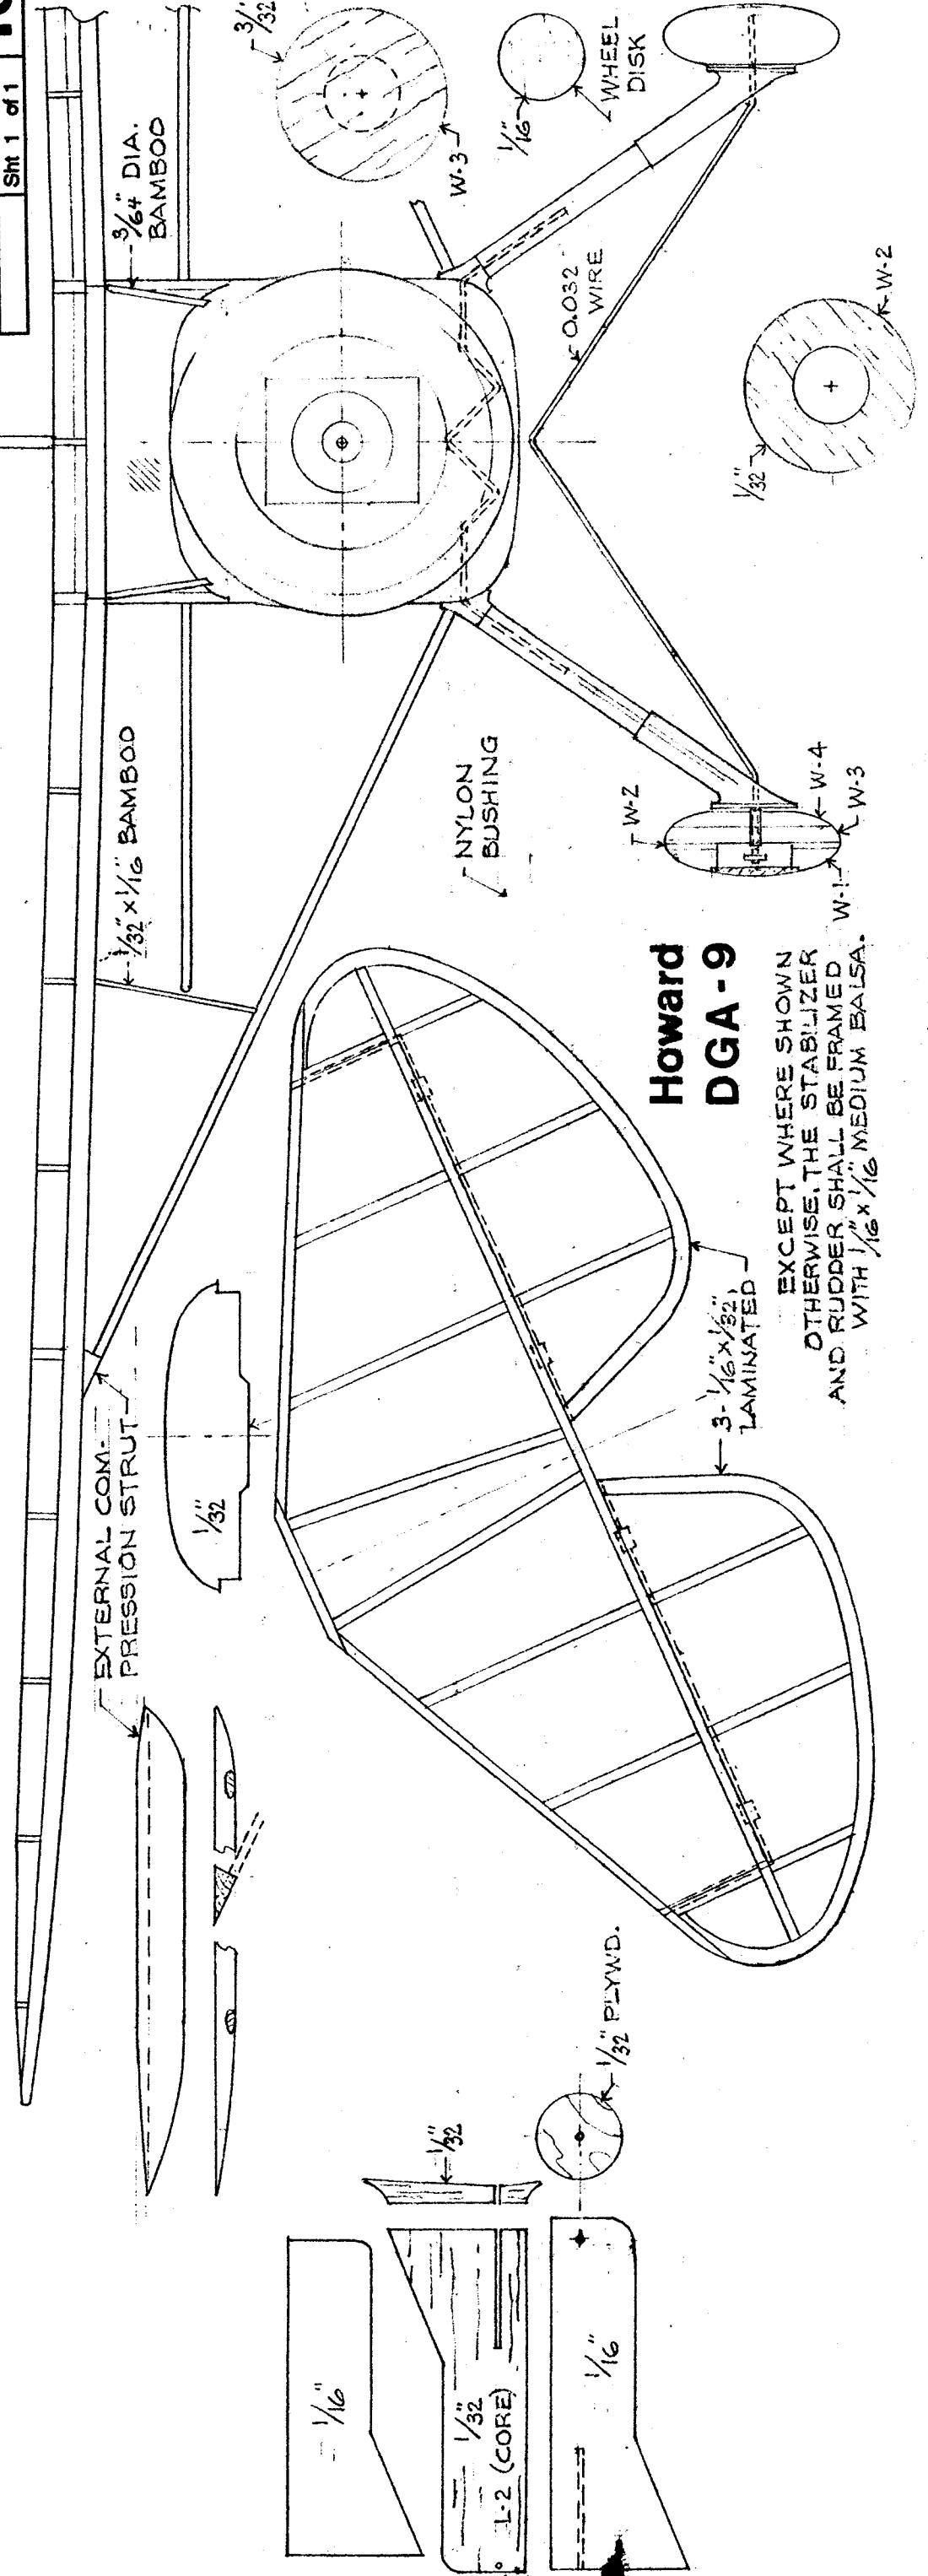 Sht 1 of 1
3/64" DIA.
BAMBOO
3/32
W-3
1/16"
WHEEL
DISK
0.032
WIRE
1/32"
W-2
1/32" x 1/16" BAMBOO
NYLON
BUSHING
W-2
W-4
W-3
W-1
Howard
DGA-9
EXCEPT WHERE SHOWN
OTHERWISE, THE STABILIZER
AND RUDDER SHALL BE FRAMED
WITH 1/16" x 1/16" MEDIUM BALSA.
3- 1/16" x 1/32",
LAMINATED
EXTERNAL COM-
PRESSION STRUT
1/32"
1/32" PLYWD.
1/32"
1/16"
1/32"
L-2 (CORE)
1/16"